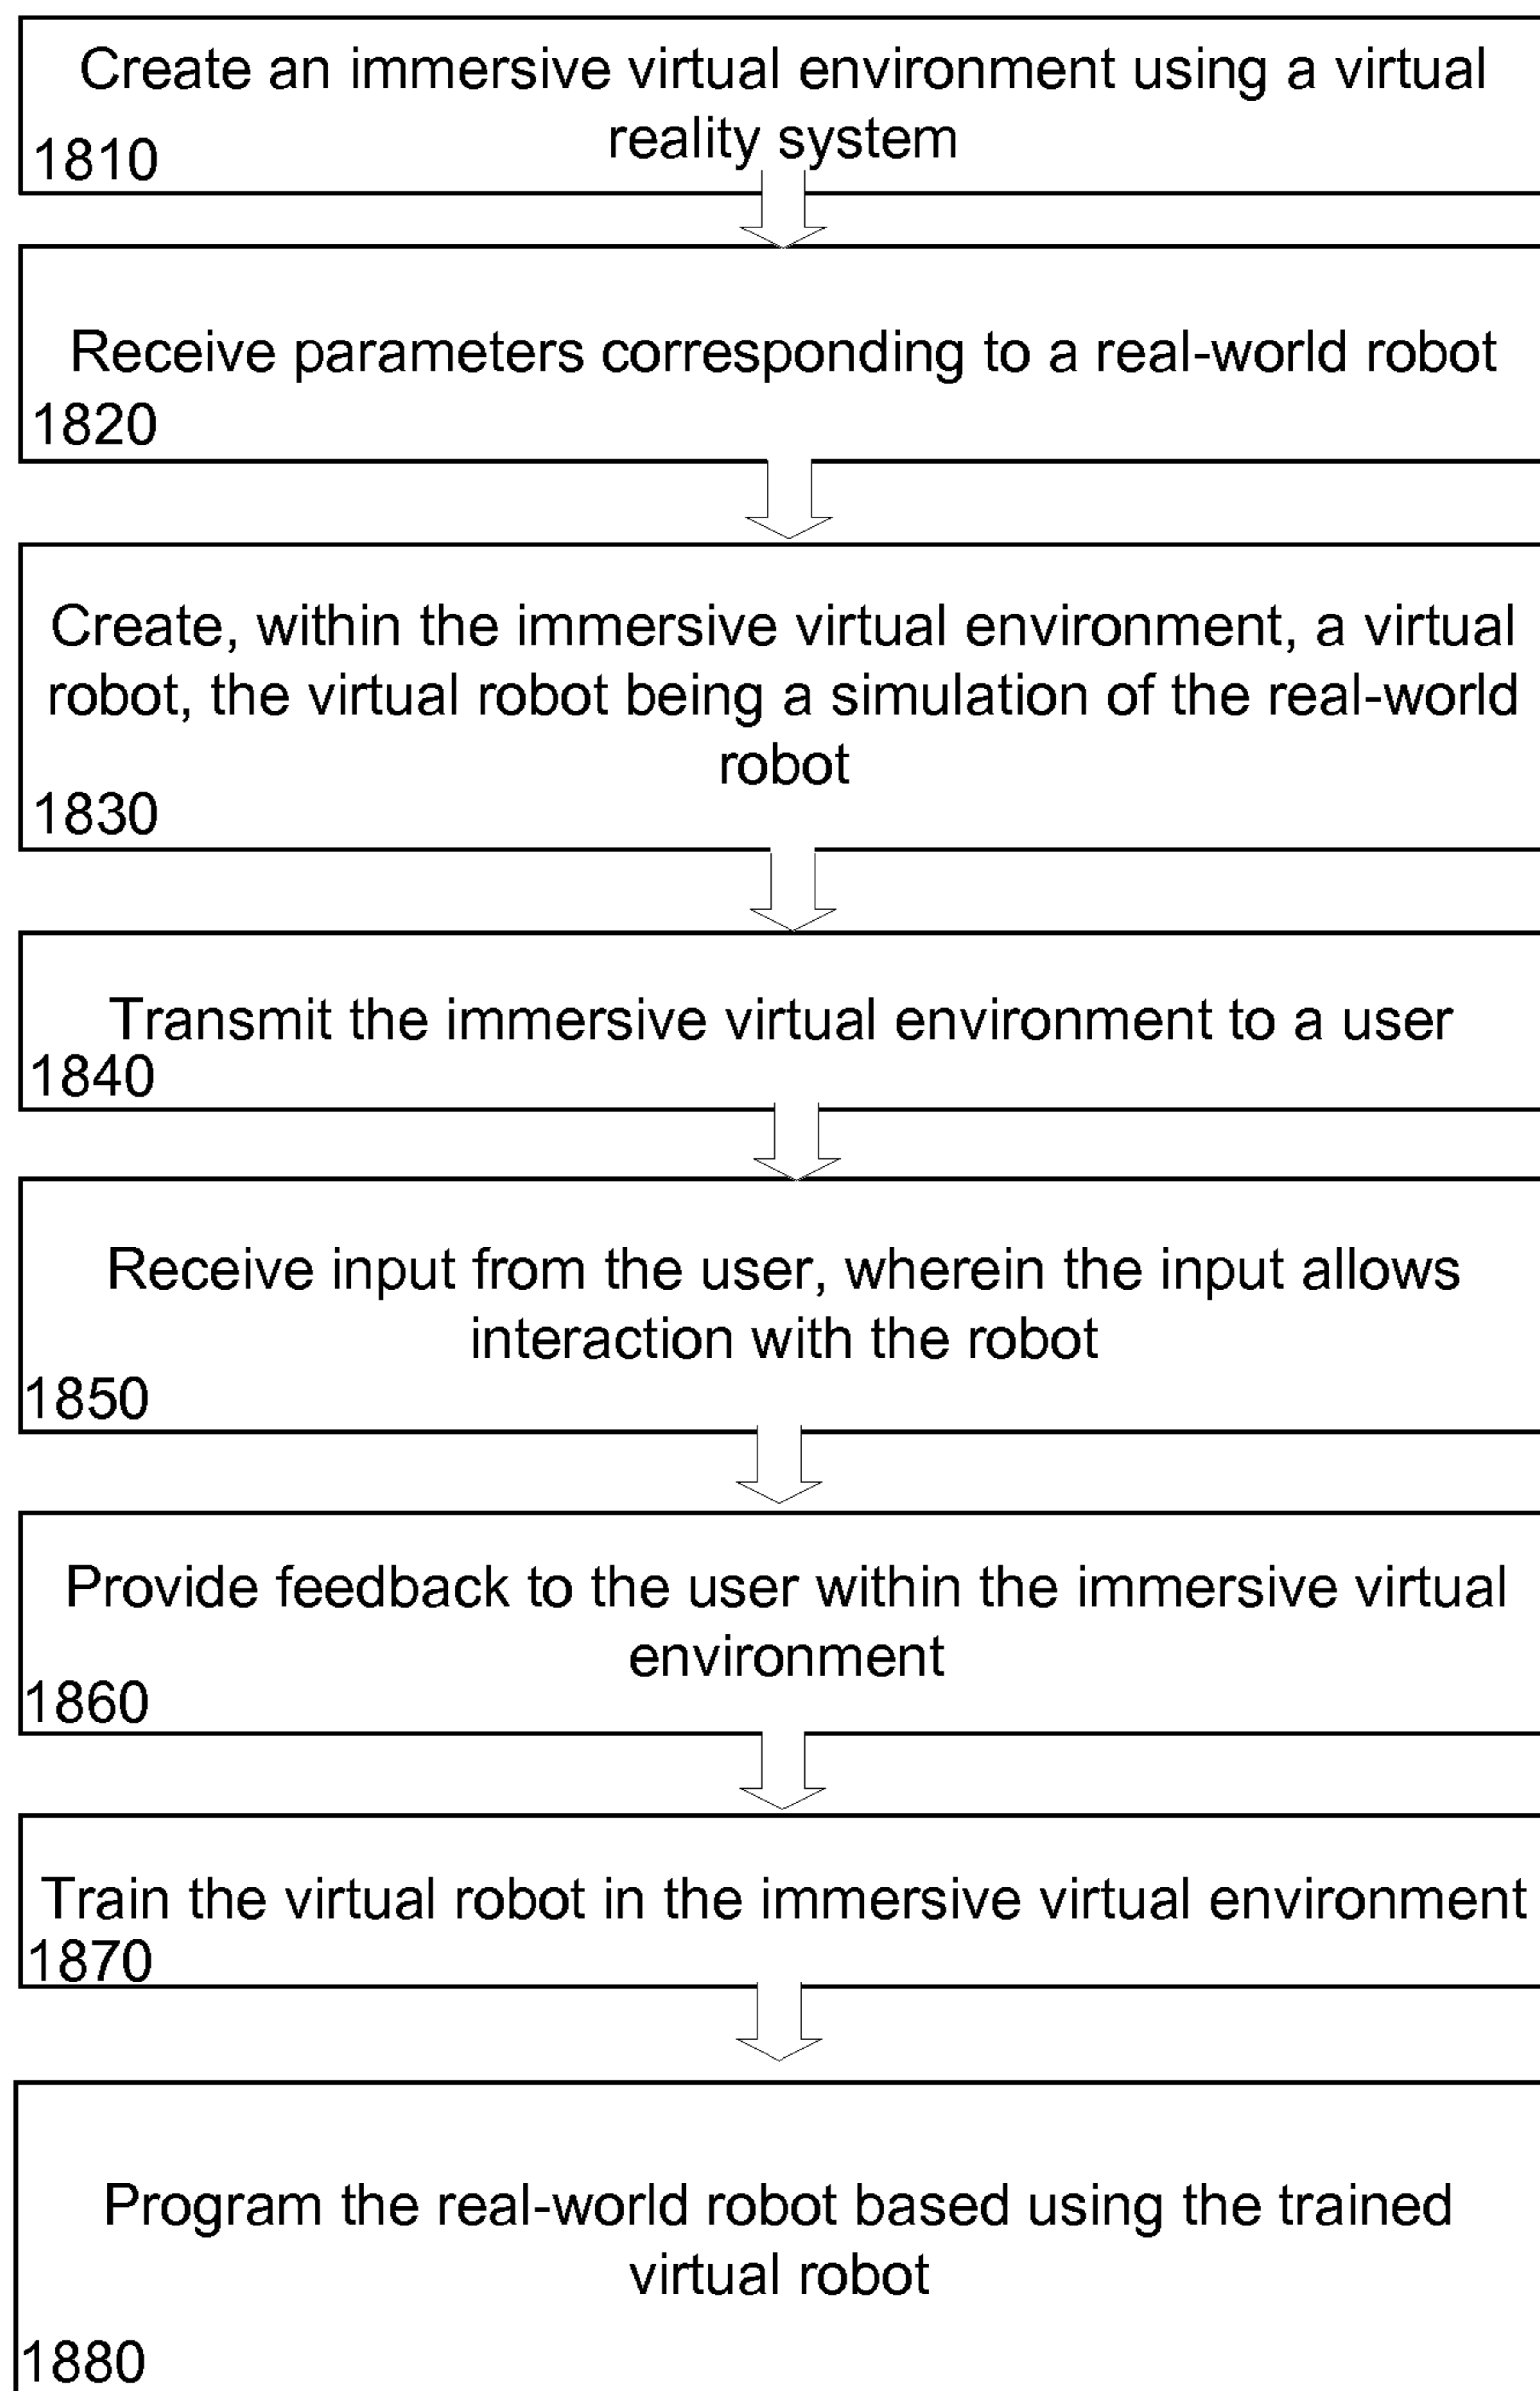 Create an immersive virtual environment using a virtual
reality system
1810
Receive parameters corresponding to a real-world robot
1820
Create, within the immersive virtual environment, a virtual
robot, the virtual robot being a simulation of the real-world
robot
1830
Transmit the immersive virtual environment to a user
1840
Receive input from the user, wherein the input allows
interaction with the robot
1850
Provide feedback to the user within the immersive virtual
environment
1860
Train the virtual robot in the immersive virtual environment
1870
Program the real-world robot based using the trained
virtual robot
1880